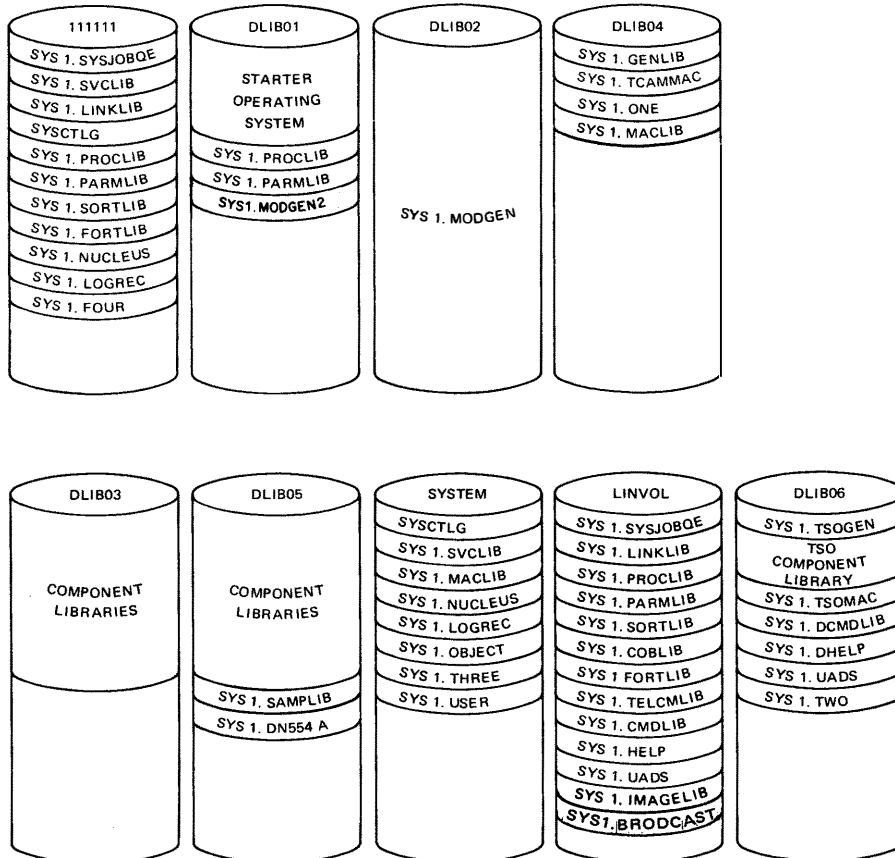 111111
SYS 1. SYSJOBQE
SYS 1. SVCLIB
SYS 1. LINKLIB
SYSCTLG
SYS 1. PROCLIB
SYS 1. PARMLIB
SYS 1. SORTLIB
SYS 1. FORTLIB
SYS 1. NUCLEUS
SYS 1. LOGREC
SYS 1. FOUR
DLIB01
STARTER
OPERATING
SYSTEM
SYS 1. PROCLIB
SYS 1. PARMLIB
SYS1.MODGEN2
DLIB02
SYS 1. MODGEN
DLIB04
SYS 1. GENLIB
SYS 1. TCAMMAC
SYS 1. ONE
SYS 1. MACLIB
DLIB03
COMPONENT
LIBRARIES
DLIB05
COMPONENT
LIBRARIES
SYS 1. SAMPLIB
SYS 1. DN554 A
SYSTEM
SYSCTLG
SYS 1. SVCLIB
SYS 1. MACLIB
SYS 1. NUCLEUS
SYS 1. LOGREC
SYS 1. OBJECT
SYS 1. THREE
SYS 1. USER
LINVOL
SYS 1. SYSJOBQE
SYS 1. LINKLIB
SYS 1. PROCLIB
SYS 1. PARMLIB
SYS 1. SORTLIB
SYS 1. COBLIB
SYS 1 FORTLIB
SYS 1. TELCMLIB
SYS 1. CMDLIB
SYS 1. HELP
SYS 1. UADS
SYS 1. IMAGELIB
SYS1. BRODCAST
DLIB06
SYS 1. TSOGEN
TSO
COMPONENT
LIBRARY
SYS 1. TSOMAC
SYS 1. DCMDLIB
SYS 1. DHELP
SYS 1. UADS
SYS 1. TWO